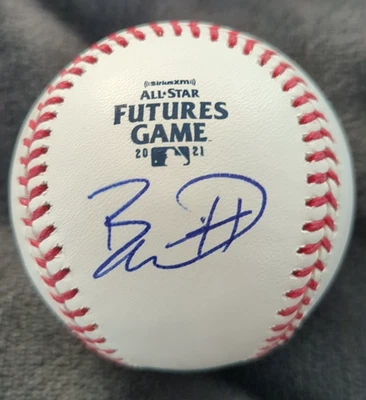 SiriusXM
ALL★STAR
FUTURES
GAME
20 21